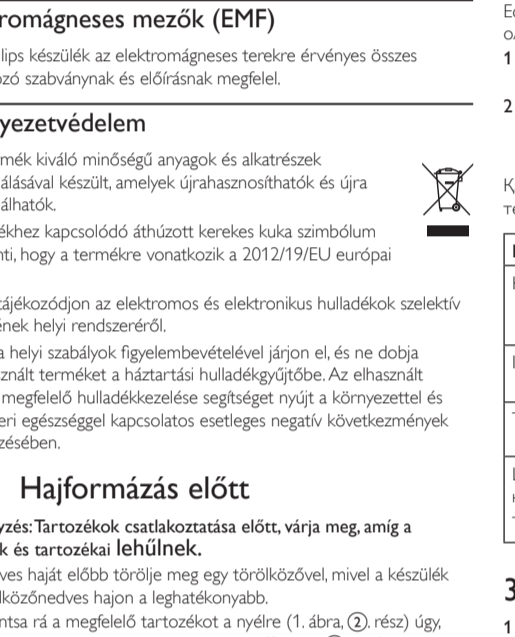 romágneses mezők (EMF)
lips készülék az elektromágneses terekre érvényes összes
ozó szabványnak és előírásnak megfelel.
yezetvédelem
mék kiváló minőségű anyagok és alkatrészek
álásával készült, amelyek újrahasznosíthatók és újra
álhatók.
ékhez kapcsolódó áthúzott kerekes kuka szimbólum
nti, hogy a termékre vonatkozik a 2012/19/EU európai
tájékozódjon az elektromos és elektronikus hulladékok szelektív
ének helyi rendszeréről.
a helyi szabályok figyelembevételével járjon el, és ne dobja
sznált terméket a háztartási hulladékgyűjtőbe. Az elhasznált
megfelelő hulladékkezelése segítséget nyújt a környezettel és
eri egészséggel kapcsolatos esetleges negatív következmények
zésében.
Hajformázás előtt
yzés: Tartozékok csatlakoztatása előtt, várja meg, amíg a
k és tartozékai lehűlnek.
ves haját előbb törölje meg egy törölközővel, mivel a készülék
lközőnedves hajon a leghatékonyabb.
ntsa rá a megfelelő tartozékot a nyélre (1. ábra, ②. rész) úgy,
1
2
3
1